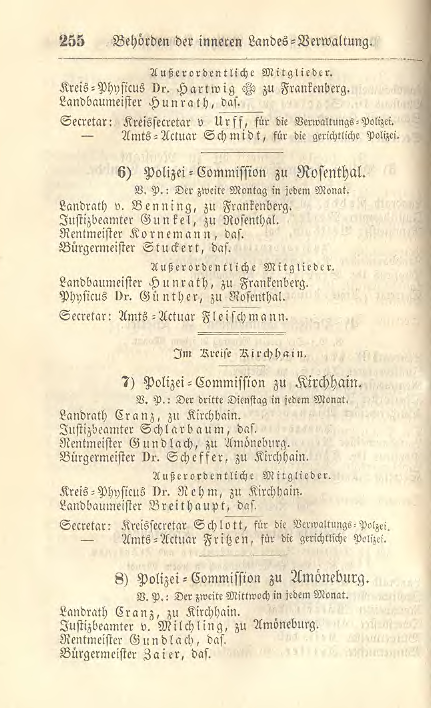 255 Behörden der inneren Landes-Verwaltung.
Außerordentliche Mitglieder.
Kreis-Physicus Dr. Hartwig zu Frankenberg.
Landbaumeister Hunrath, das.
Secretar: Kreissecretar v Urff, für die Verwaltungs-Polizei.
— Amts-Actuar Schmidt, für die gerichtliche Polizei.
6) Polizei-Commission zu Rosenthal.
V. P.: Der zweite Montag in jedem Monat.
Landrath v. Benning, zu Frankenberg.
Justizbeamter Gunkel, zu Rosenthal.
Rentmeister Kornemann, das.
Bürgermeister Stuckert, das.
Außerordentliche Mitglieder.
Landbaumeister Hunrath, zu Frankenberg.
Physicus Dr. Günther, zu Rosenthal.
Secretar: Amts-Actuar Fleischmann.
Im Kreise Kirchhain.
7) Polizei-Commission zu Kirchhain.
V. P.: Der dritte Dienstag in jedem Monat.
Landrath Cranz, zu Kirchhain.
Justizbeamter Schlarbaum, das.
Rentmeister Gundlach, zu Amöneburg.
Bürgermeister Dr. Scheffer, zu Kirchhain.
Außerordentliche Mitglieder.
Kreis-Physicus Dr. Rehm, zu Kirchhain.
Landbaumeister Breithaupt, das.
Secretar: Kreissecretar Schlott, für die Verwaltungs-Polzei.
— Amts-Actuar Fritzen, für die gerichtliche Polizei.
8) Polizei-Commission zu Amöneburg.
V. P.: Der zweite Mittwoch in jedem Monat.
Landrath Cranz, zu Kirchhain.
Justizbeamter v. Milchling, zu Amöneburg.
Rentmeister Gundlach, das.
Bürgermeister Zaier, das.